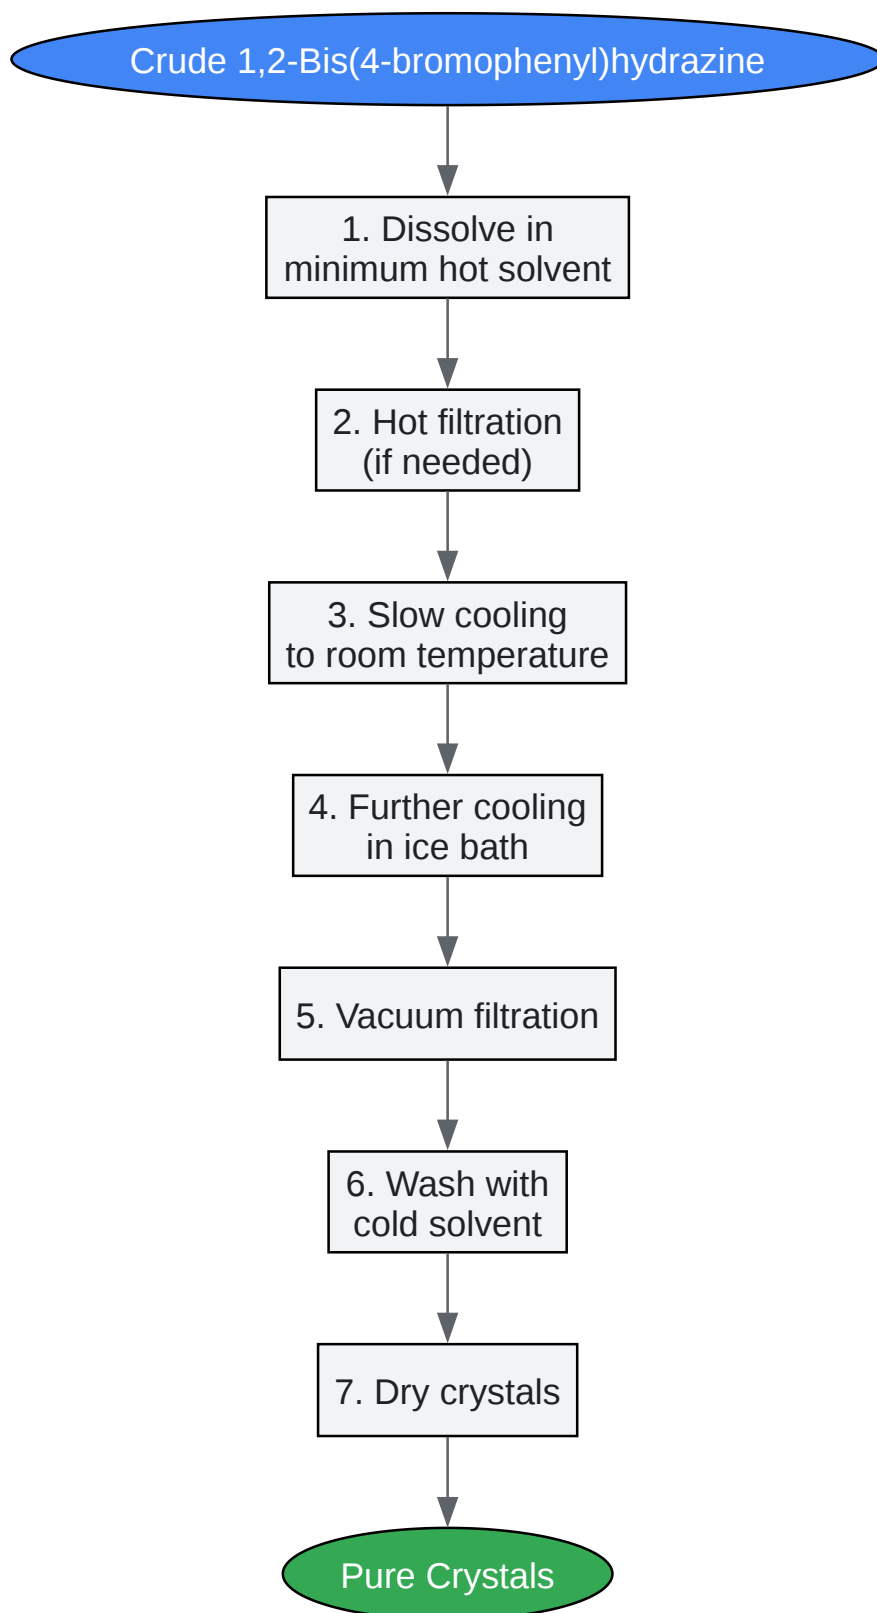 Crude 1,2-Bis(4-bromophenyl)hydrazine
1. Dissolve in
minimum hot solvent
2. Hot filtration
(if needed)
3. Slow cooling
to room temperature
4. Further cooling
in ice bath
5. Vacuum filtration
6. Wash with
cold solvent
7. Dry crystals
Pure Crystals